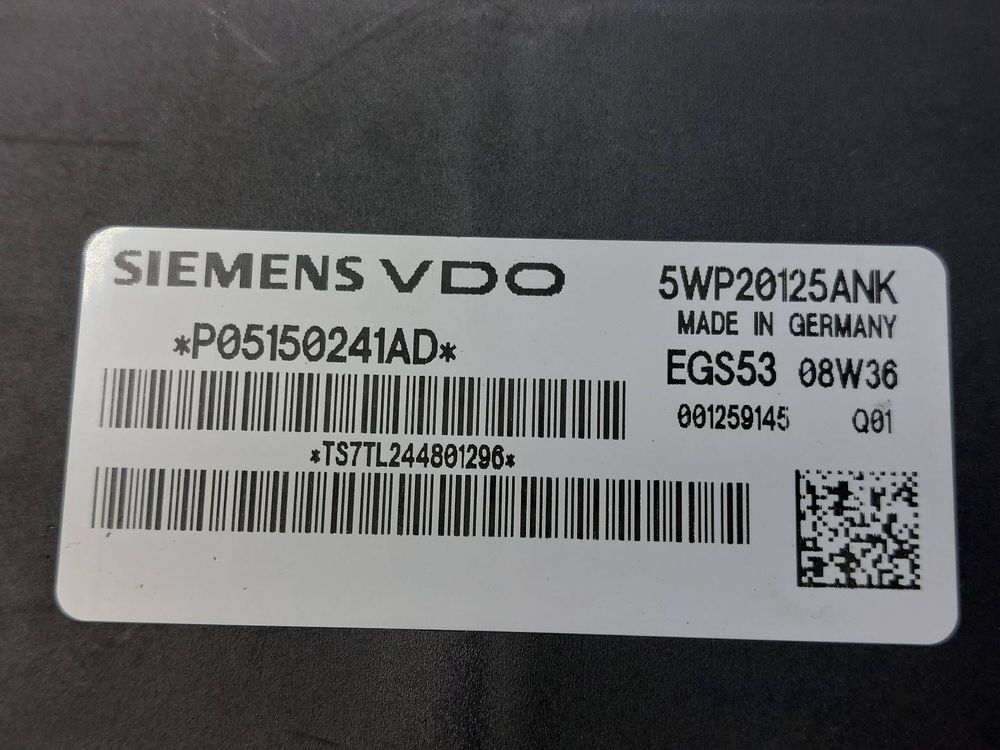 SIEMENS VDO
5WP20125ANK
MADE IN GERMANY
*P05150241AD*
EGS53 08W36
001259145 Q01
*TS7TL244801296*